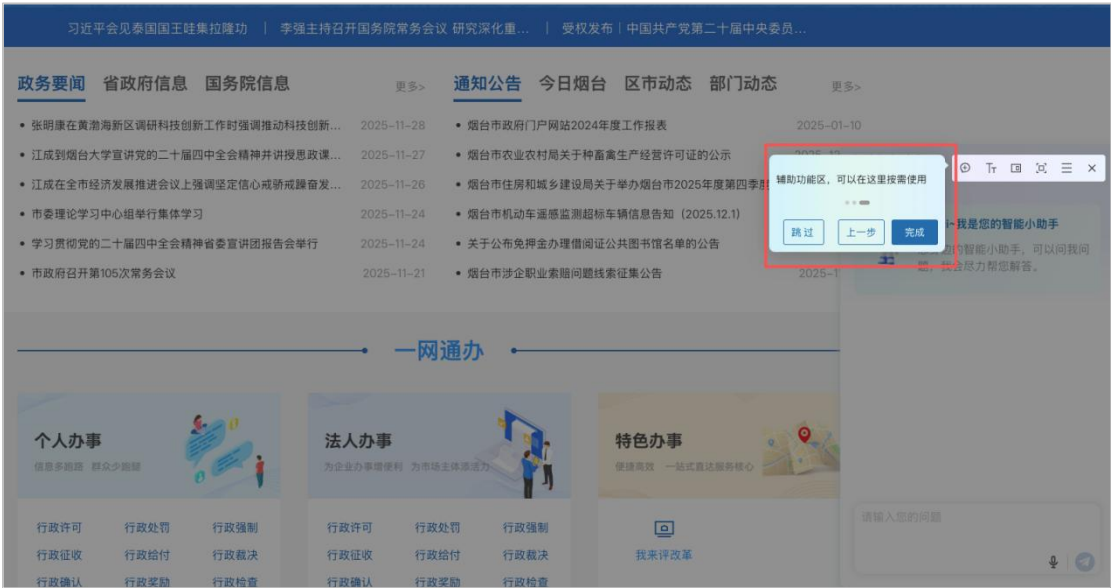 习近平会见泰国国王哇集拉隆功 | 李强主持召开国务院常务会议 研究深化重... | 受权发布|中国共产党第二十届中央委员...
政务要闻 省政府信息 国务院信息 更多>
• 张明康在黄渤海新区调研科技创新工作时强调推动科技创新... 2025-11-28
• 江成到烟台大学宣讲党的二十届四中全会精神并讲授思政课... 2025-11-27
• 江成在全市经济发展推进会议上强调坚定信心戒骄戒躁奋发... 2025-11-26
• 市委理论学习中心组举行集体学习 2025-11-24
• 学习贯彻党的二十届四中全会精神省委宣讲团报告会举行 2025-11-24
• 市政府召开第105次常务会议 2025-11-21
通知公告 今日烟台 区市动态 部门动态 更多>
• 烟台市政府门户网站2024年度工作报表 2025-01-10
• 烟台市农业农村局关于种畜禽生产经营许可证的公示
• 烟台市住房和城乡建设局关于举办烟台市2025年度第四季度
• 烟台市机动车遥感监测超标车辆信息告知（2025.12.1）
• 关于公布免押金办理借阅证公共图书馆名单的公告
• 烟台市涉企职业索赔问题线索征集公告 2025-1
辅助功能区，可以在这里按需使用
跳过 上一步 完成
~我是您的智能小助手
的智能小助手，可以问我问
题，我会尽力帮您解答。
一网通办
个人办事
信息多跑路 群众少跑腿
行政许可 行政处罚 行政强制
行政征收 行政给付 行政裁决
行政确认 行政奖励 行政检查
法人办事
为企业办事增便利 为市场主体添活力
行政许可 行政处罚 行政强制
行政征收 行政给付 行政裁决
行政确认 行政奖励 行政检查
特色办事
便捷高效 一站式直达服务核心
我来评改革
请输入您的问题